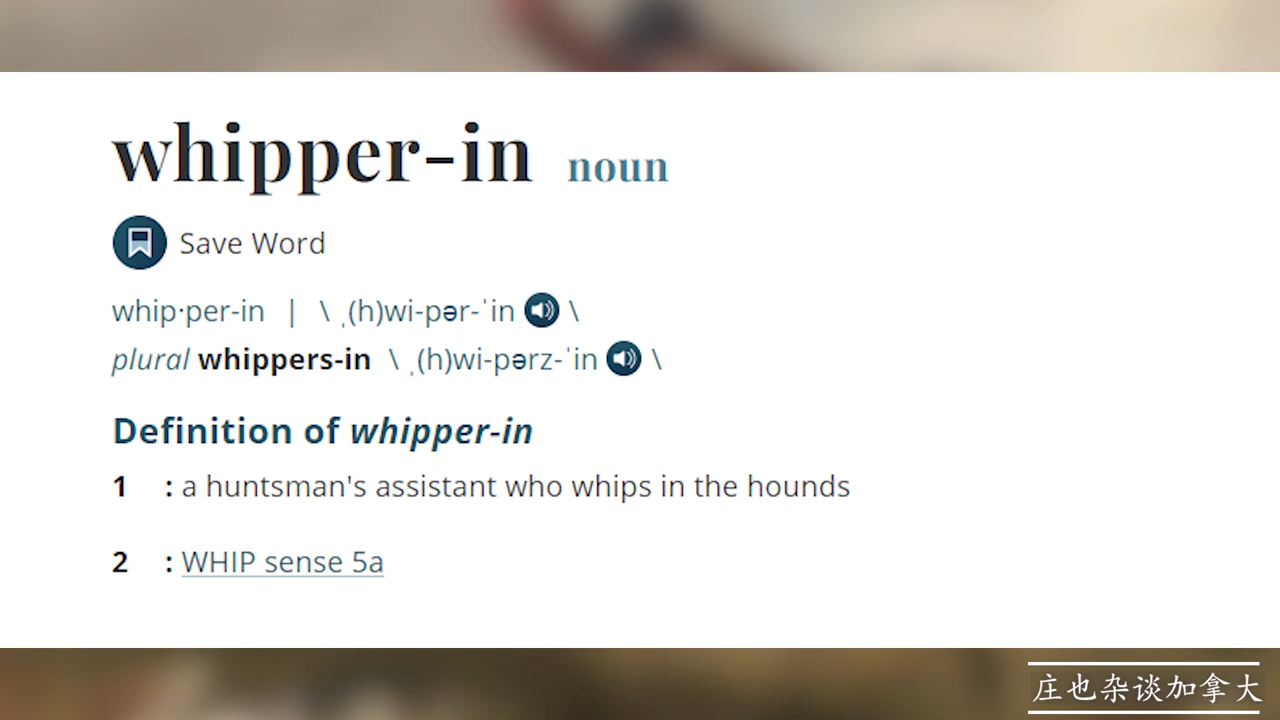 whipper-in noun
Save Word
whip·per-in | \ ˌ(h)wi-pər-ˈin \
plural whippers-in \ ˌ(h)wi-pərz-ˈin \
Definition of whipper-in
1 : a huntsman's assistant who whips in the hounds
2 : WHIP sense 5a
庄也杂谈加拿大